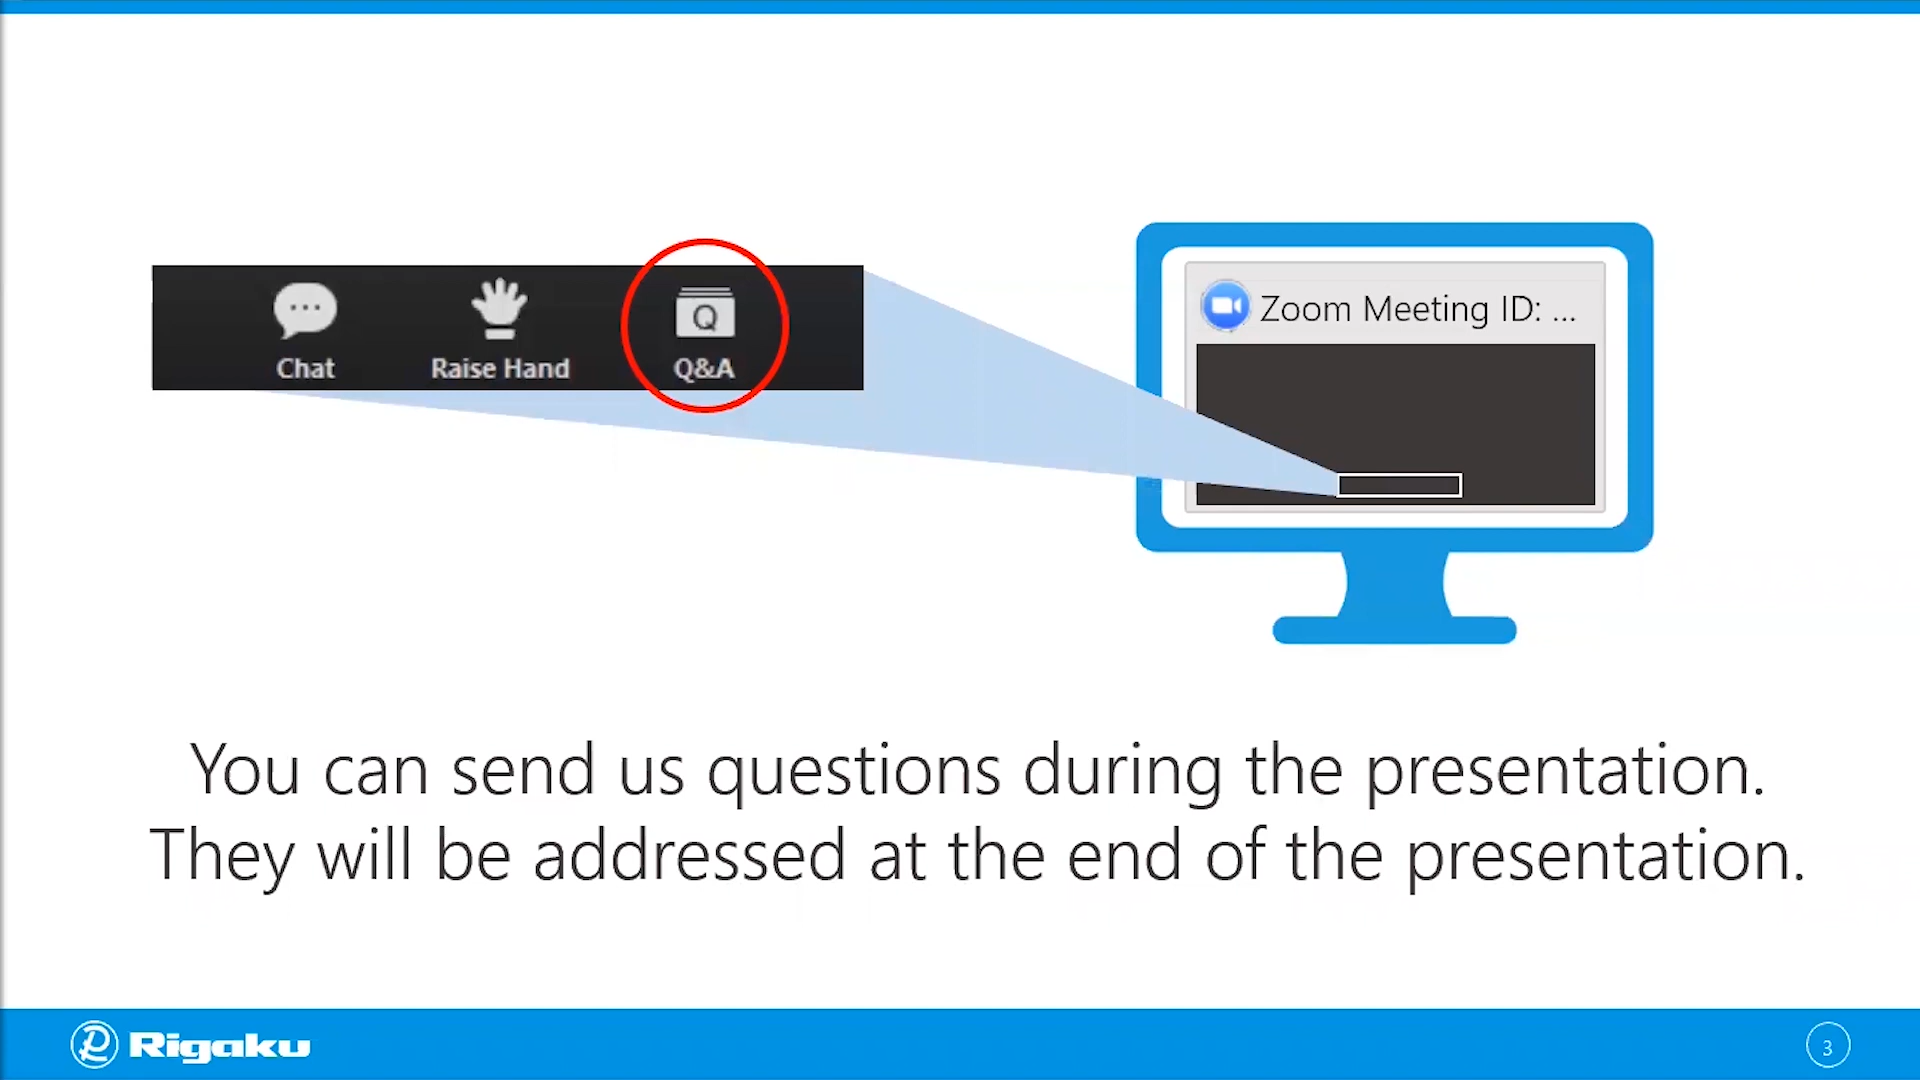 Chat
Raise Hand
Q
Q&A
Zoom Meeting ID: ...
You can send us questions during the presentation.
They will be addressed at the end of the presentation.
Rigaku
3